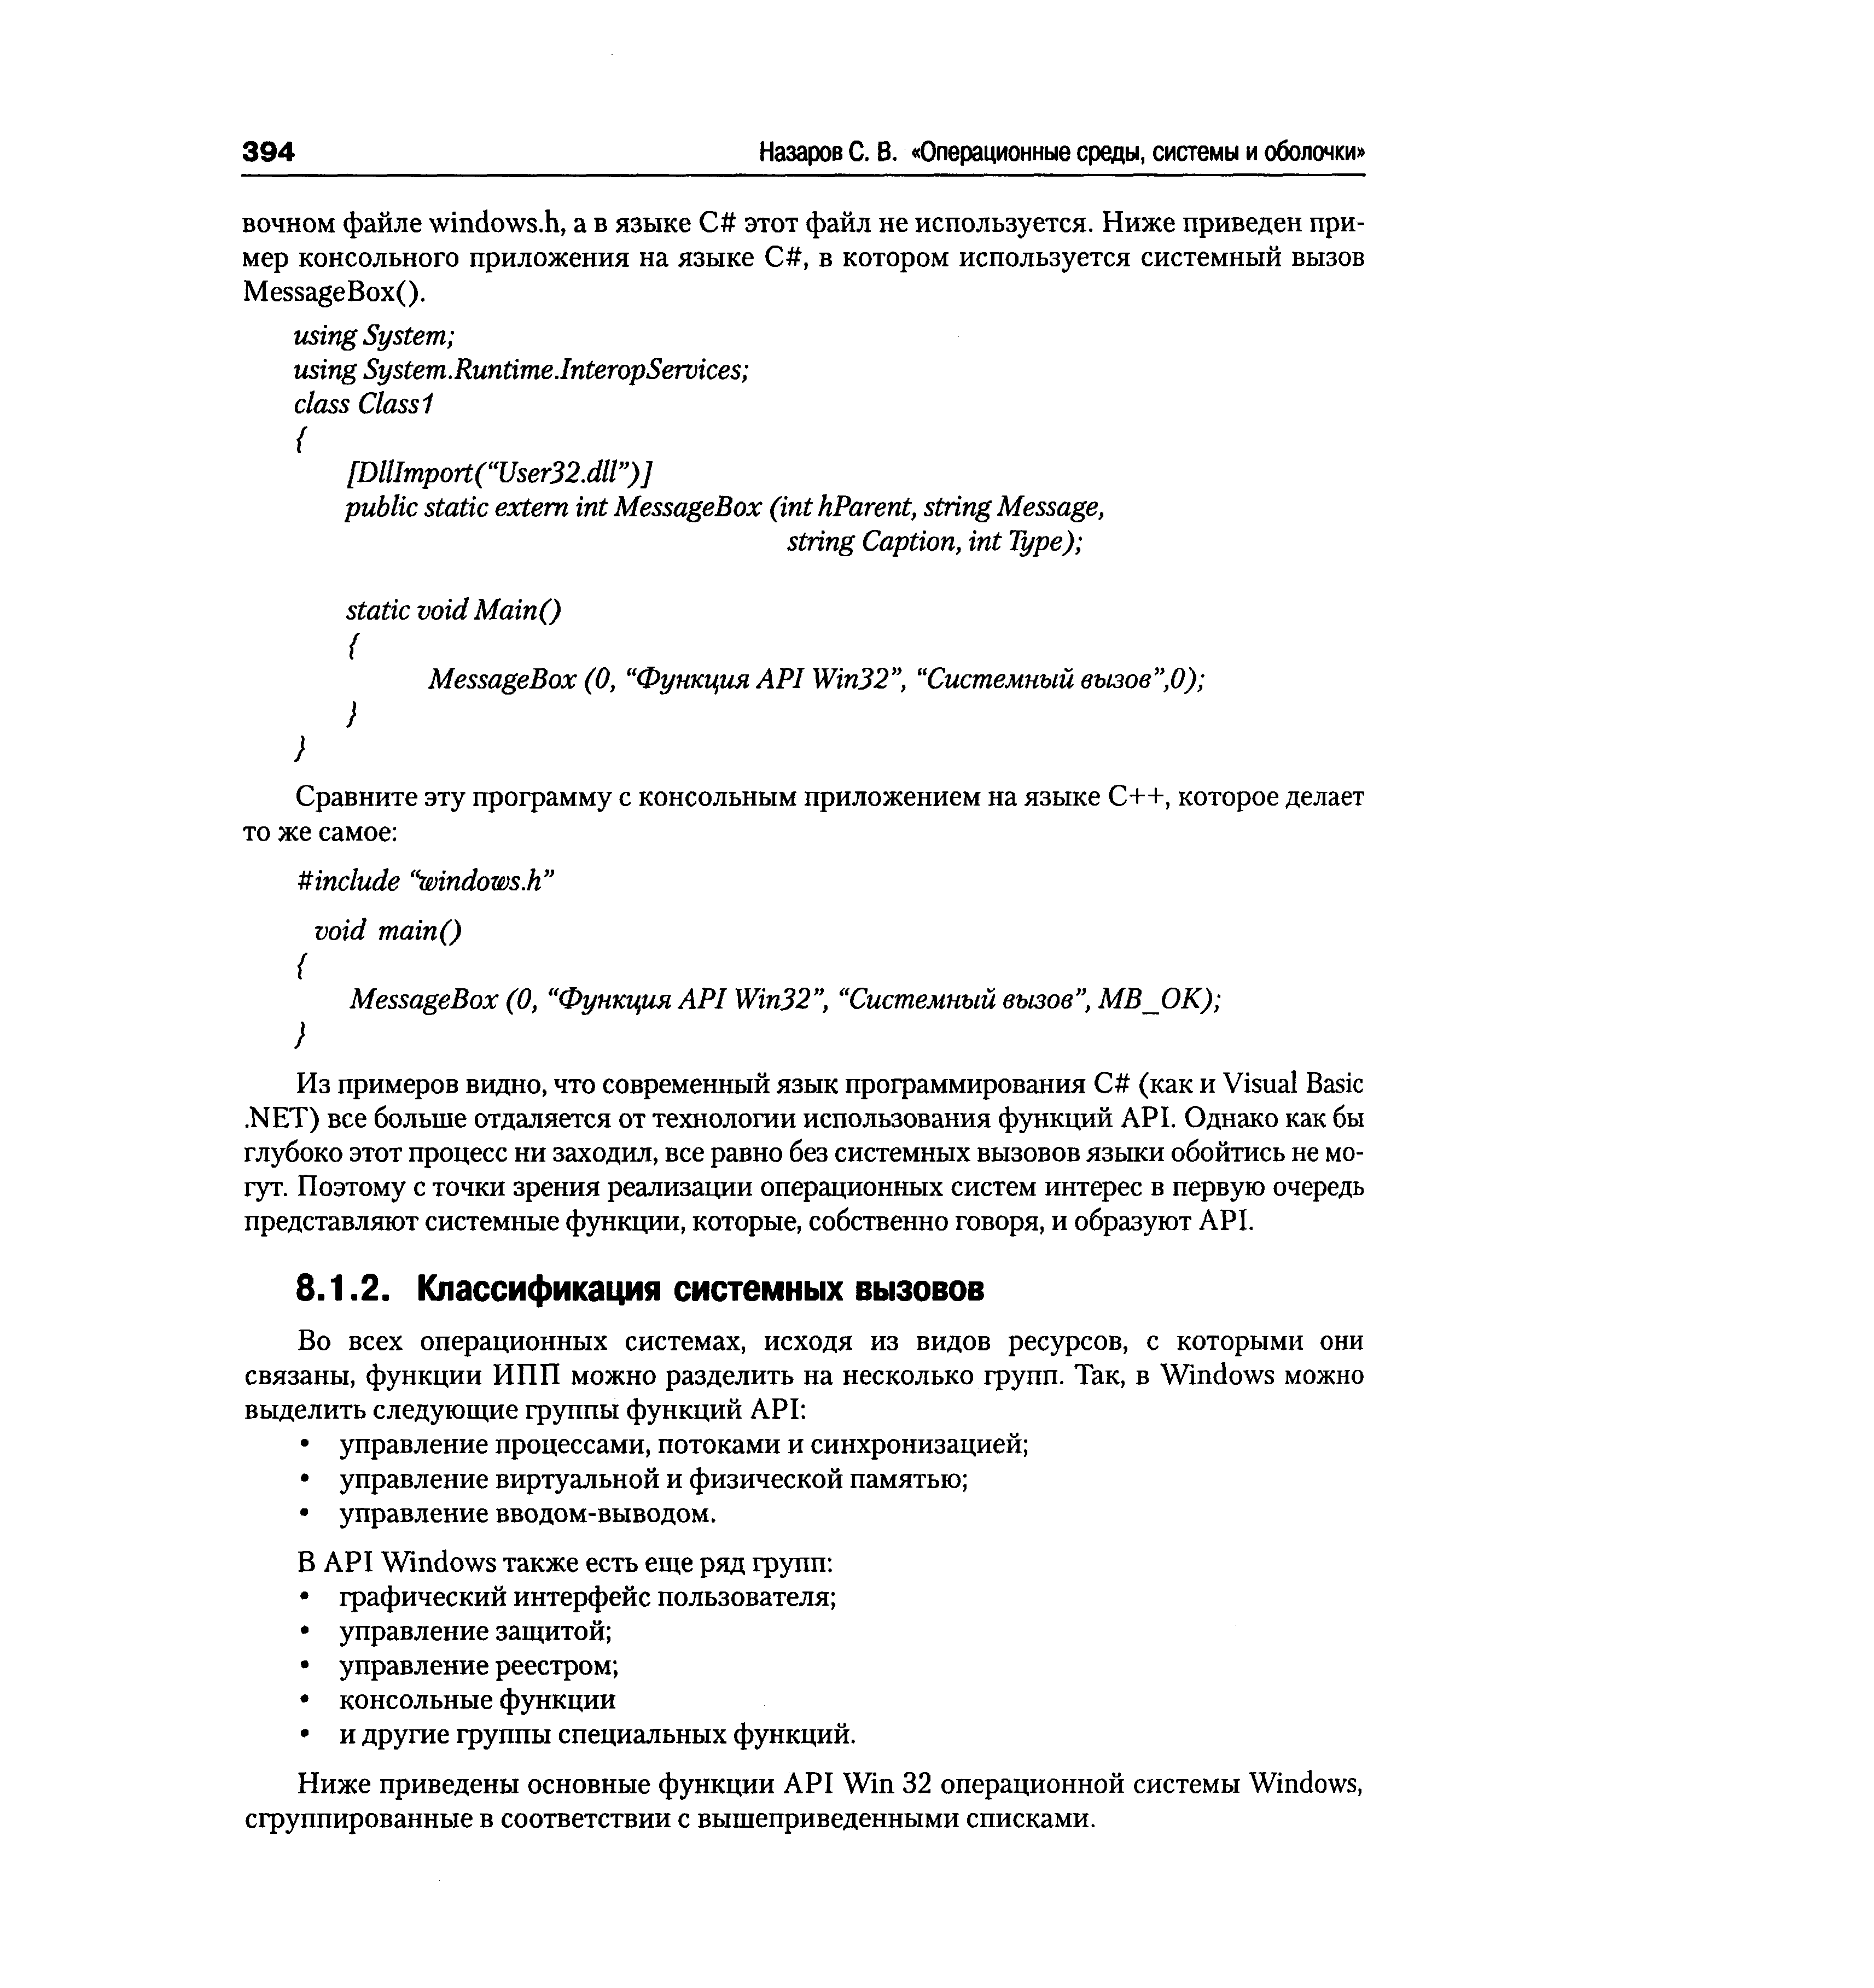 394 Назаров С. В. «Операционные среды, системы и оболочки»
вочном файле windows.h, а в языке C# этот файл не используется. Ниже приведен при-
мер консольного приложения на языке C#, в котором используется системный вызов
MessageBox().
using System;
using System.Runtime.InteropServices;
class Class1
{
[DllImport(“User32.dll”)]
public static extern int MessageBox (int hParent, string Message,
string Caption, int Type);
static void Main()
{
MessageBox (0, “Функция API Win32”, “Системный вызов”,0);
}
}
Сравните эту программу с консольным приложением на языке C++, которое делает
то же самое:
#include “windows.h”
void main()
{
MessageBox (0, “Функция API Win32”, “Системный вызов”, MB_OK);
}
Из примеров видно, что современный язык программирования C# (как и Visual Basic
.NET) все больше отдаляется от технологии использования функций API. Однако как бы
глубоко этот процесс ни заходил, все равно без системных вызовов языки обойтись не мо-
гут. Поэтому с точки зрения реализации операционных систем интерес в первую очередь
представляют системные функции, которые, собственно говоря, и образуют API.
8.1.2. Классификация системных вызовов
Во всех операционных системах, исходя из видов ресурсов, с которыми они
связаны, функции ИПП можно разделить на несколько групп. Так, в Windows можно
выделить следующие группы функций API:
• управление процессами, потоками и синхронизацией;
• управление виртуальной и физической памятью;
• управление вводом-выводом.
В API Windows также есть еще ряд групп:
• графический интерфейс пользователя;
• управление защитой;
• управление реестром;
• консольные функции
• и другие группы специальных функций.
Ниже приведены основные функции API Win 32 операционной системы Windows,
сгруппированные в соответствии с вышеприведенными списками.